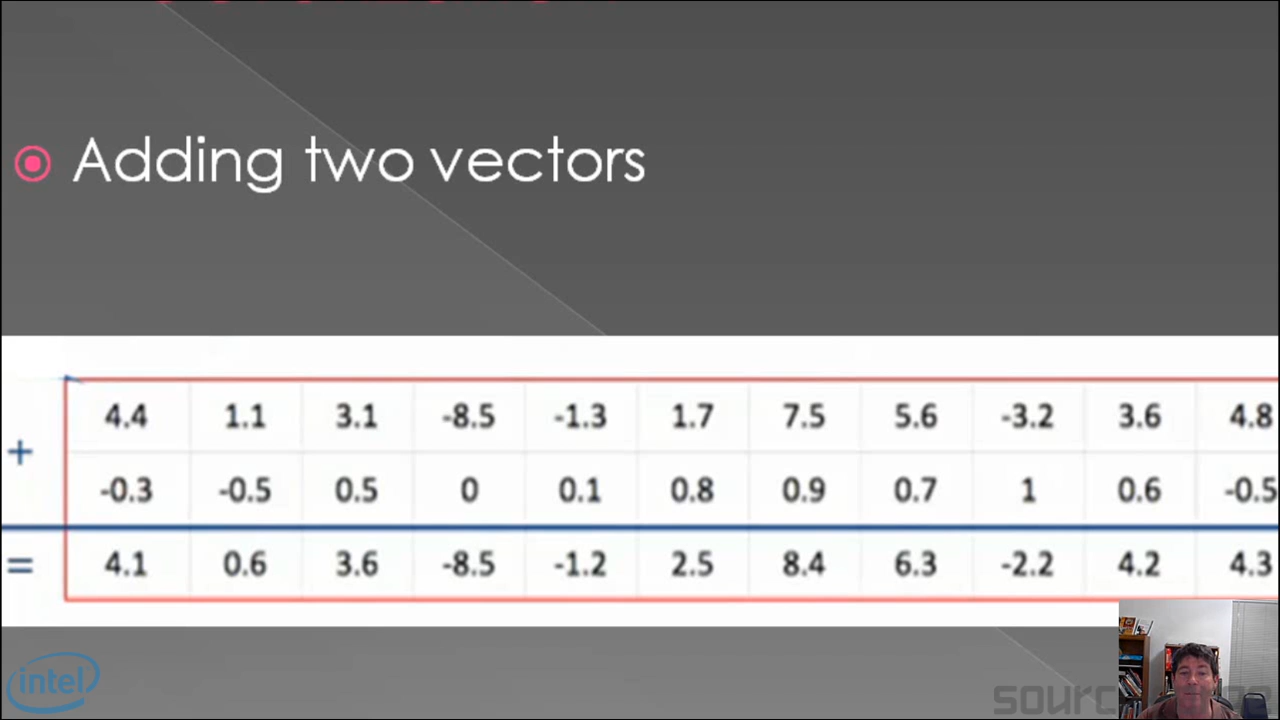 Adding two vectors
4.4 1.1 3.1 -8.5 -1.3 1.7 7.5 5.6 -3.2 3.6 4.8
+
-0.3 -0.5 0.5 0 0.1 0.8 0.9 0.7 1 0.6 -0.5
= 4.1 0.6 3.6 -8.5 -1.2 2.5 8.4 6.3 -2.2 4.2 4.3
intel